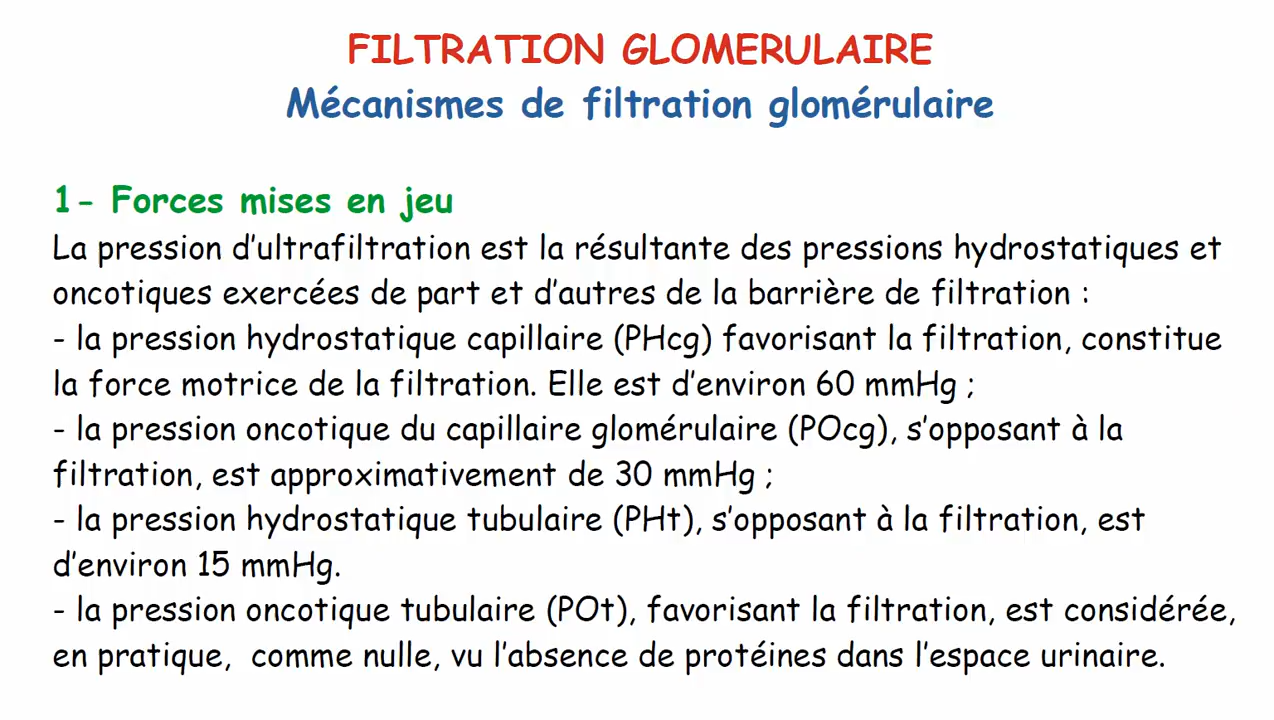 FILTRATION GLOMERULAIRE
Mécanismes de filtration glomérulaire
1- Forces mises en jeu
La pression d'ultrafiltration est la résultante des pressions hydrostatiques et
oncotiques exercées de part et d'autres de la barrière de filtration :
- la pression hydrostatique capillaire (PHcg) favorisant la filtration, constitue
la force motrice de la filtration. Elle est d'environ 60 mmHg ;
- la pression oncotique du capillaire glomérulaire (POcg), s'opposant à la
filtration, est approximativement de 30 mmHg ;
- la pression hydrostatique tubulaire (PHt), s'opposant à la filtration, est
d'environ 15 mmHg.
- la pression oncotique tubulaire (POt), favorisant la filtration, est considérée,
en pratique,  comme nulle, vu l'absence de protéines dans l'espace urinaire.